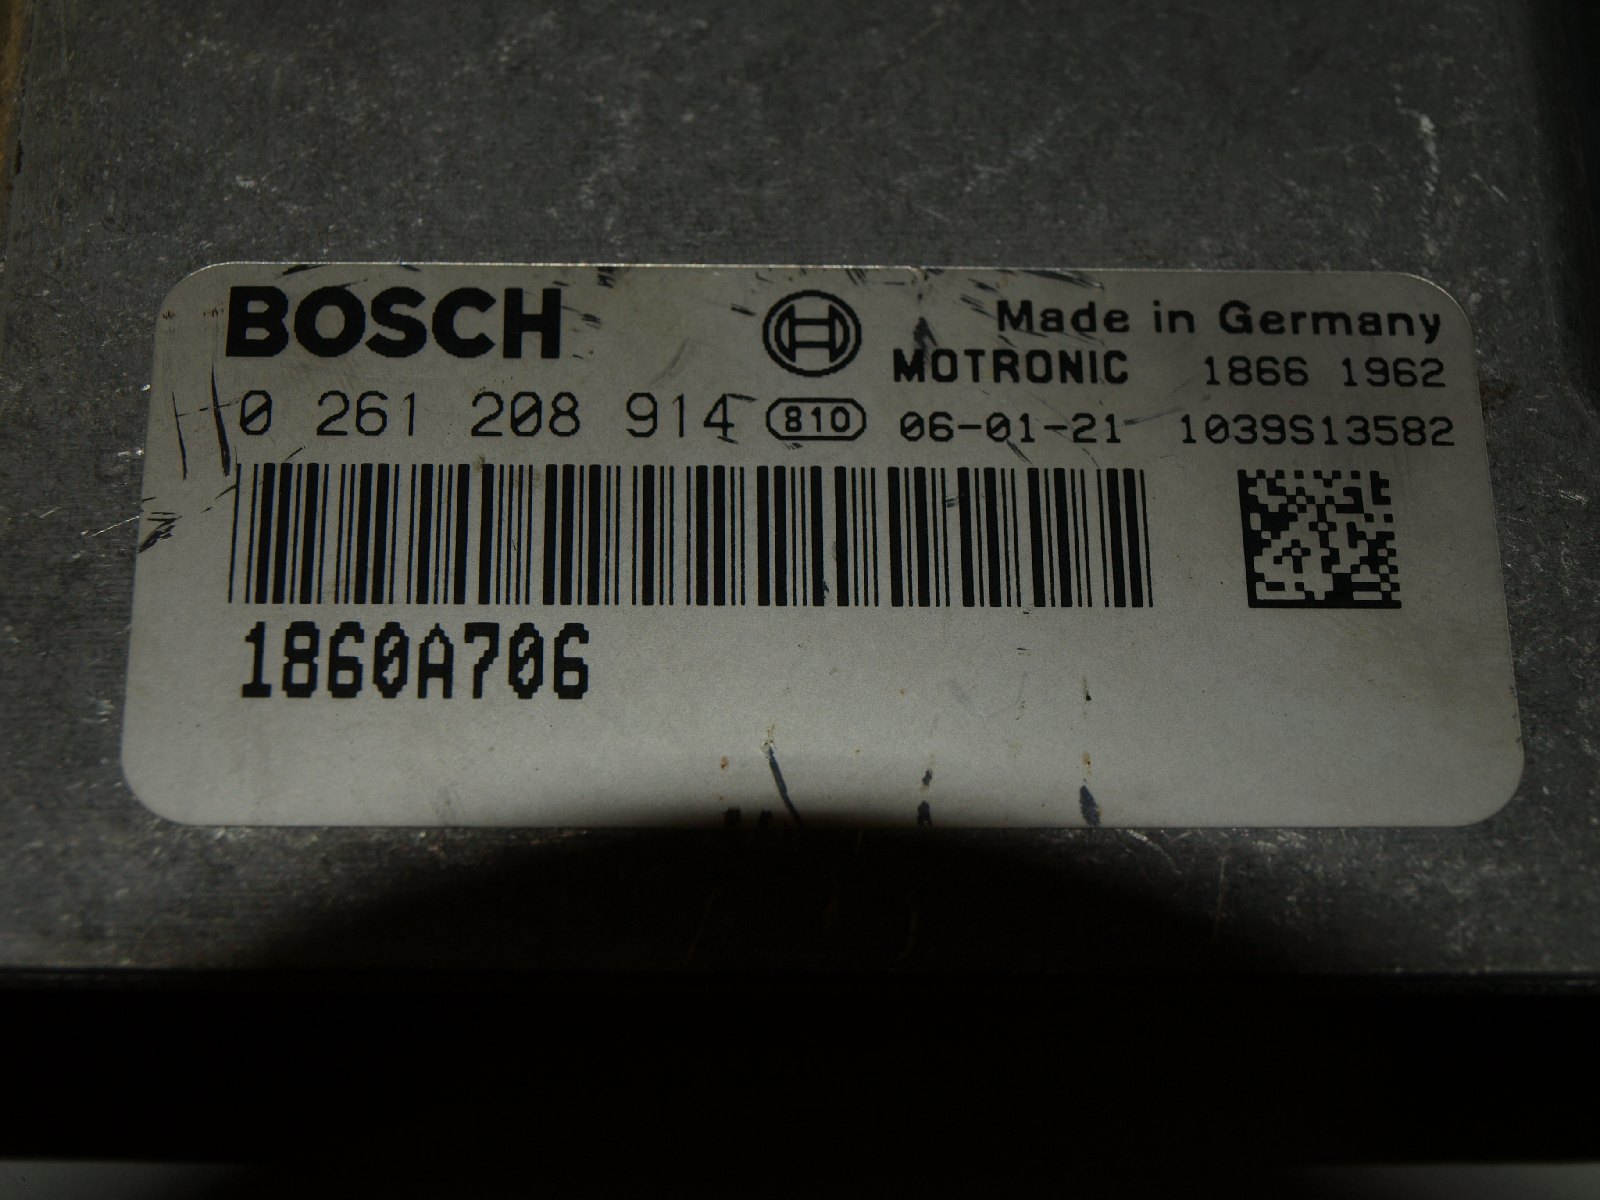 BOSCH
Made in Germany
MOTRONIC 1866 1962
0 261 208 914 810 06-01-21 1039S13582
1860A706